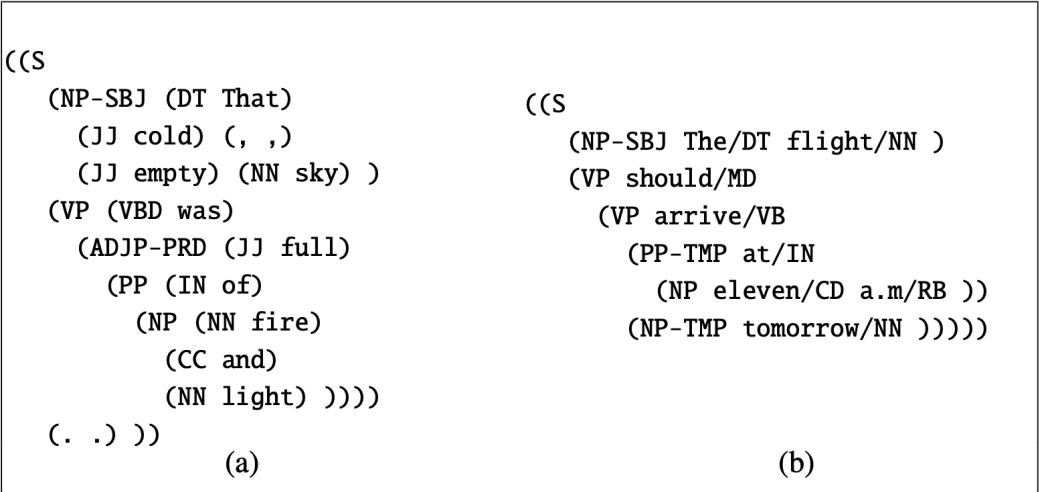 ((S
(NP-SBJ (DT That)
(JJ cold) (, ,)
(JJ empty) (NN sky) )
(VP (VBD was)
(ADJP-PRD (JJ full)
(PP (IN of)
(NP (NN fire)
(CC and)
(NN light) ))))
(. .) ))
(a)
((S
(NP-SBJ The/DT flight/NN )
(VP should/MD
(VP arrive/VB
(PP-TMP at/IN
(NP eleven/CD a.m/RB ))
(NP-TMP tomorrow/NN )))))
(b)